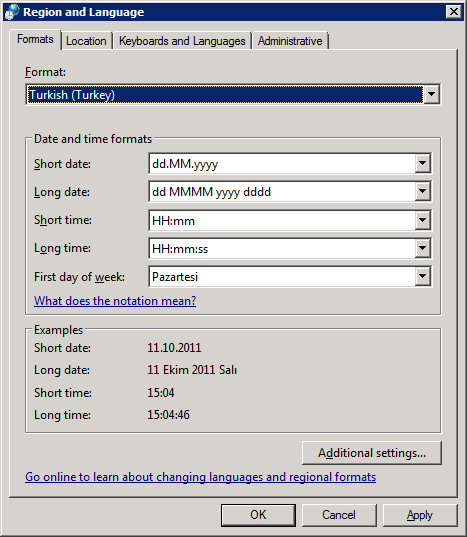 Region and Language
Formats Location Keyboards and Languages Administrative
Format:
Turkish (Turkey)
Date and time formats
Short date: dd.MM.yyyy
Long date: dd MMMM yyyy dddd
Short time: HH:mm
Long time: HH:mm:ss
First day of week: Pazartesi
What does the notation mean?
Examples
Short date: 11.10.2011
Long date: 11 Ekim 2011 Salı
Short time: 15:04
Long time: 15:04:46
Additional settings...
Go online to learn about changing languages and regional formats
OK Cancel Apply